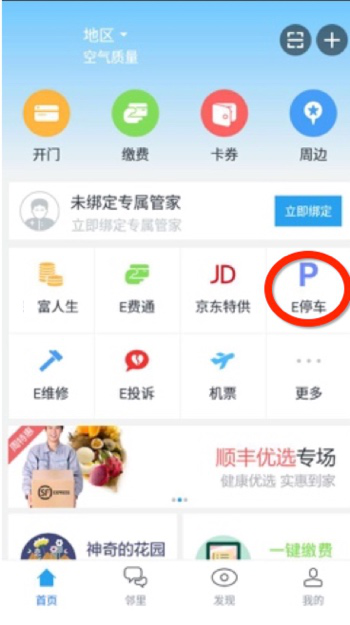 地区
空气质量
开门 缴费 卡券 周边
未绑定专属管家
立即绑定专属管家
立即绑定
JD P
富人生 E费通 京东特供 E停车
E维修 E投诉 机票 更多
顺丰优选专场
健康优选 实惠到家
SF EXPRESS
神奇的花园 一键缴费
首页 邻里 发现 我的